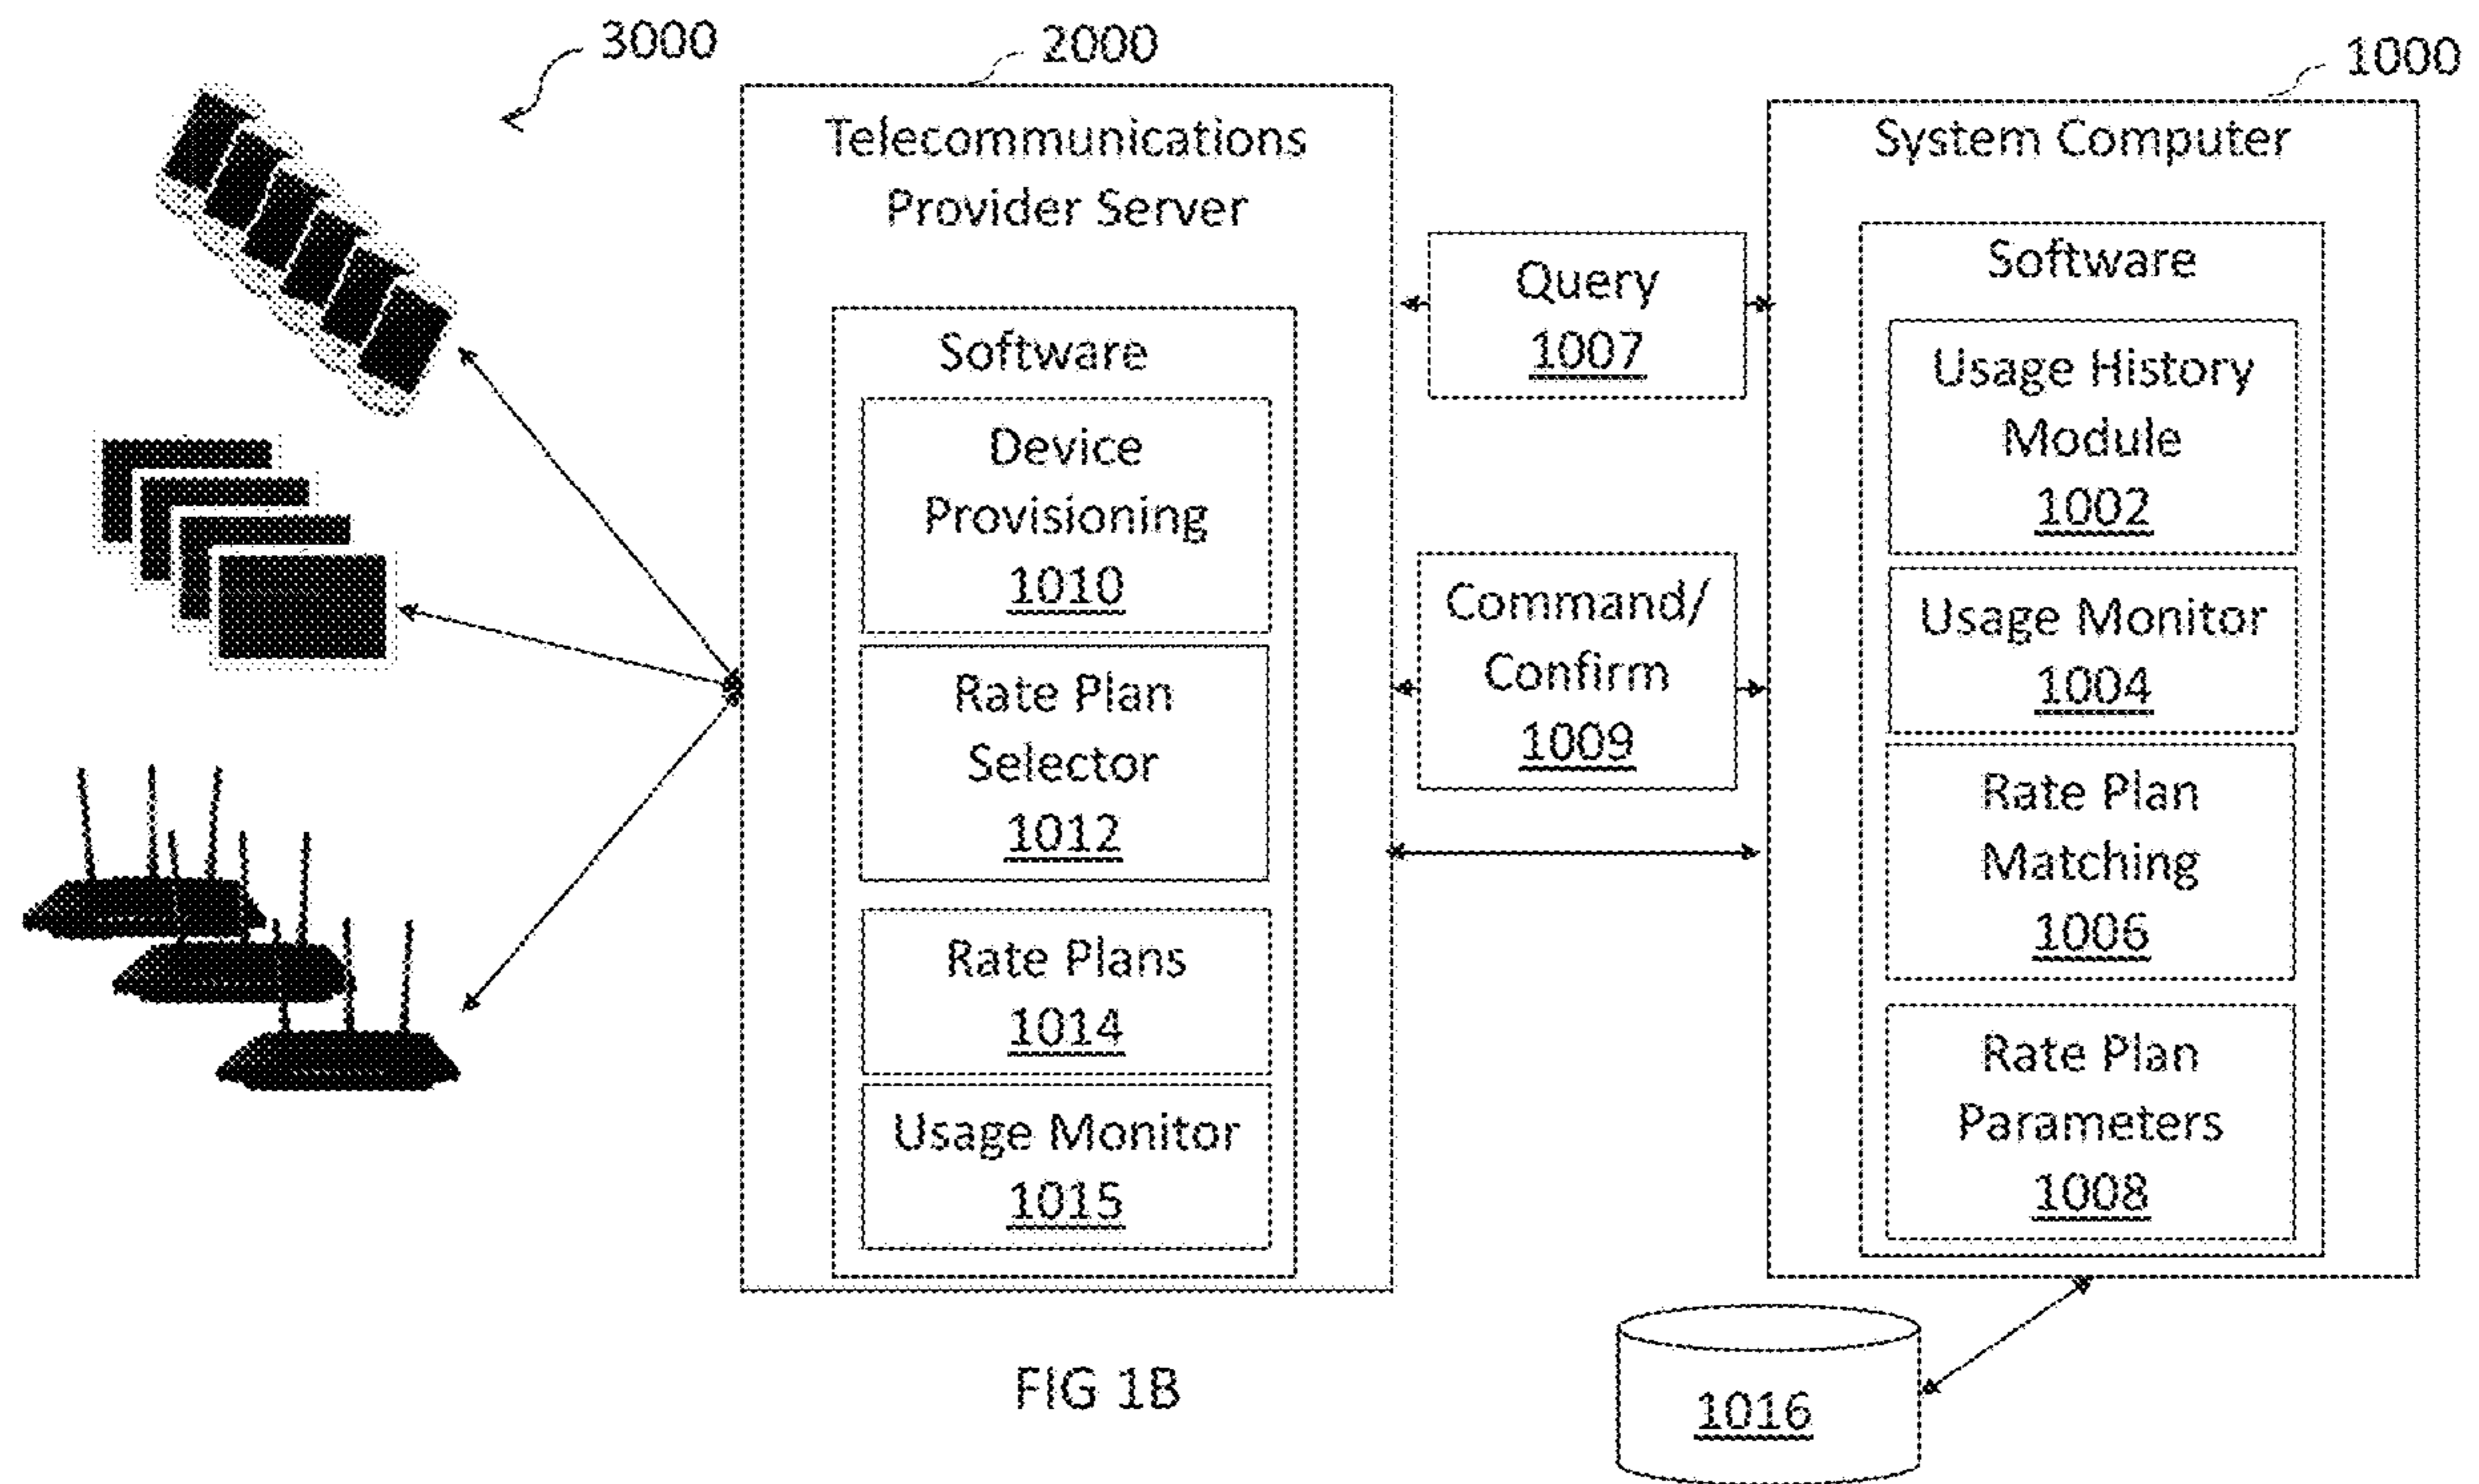 3000
2000
1000
Telecommunications
Provider Server
Software
Device
Provisioning
1010
Rate Plan
Selector
1012
Rate Plans
1014
Usage Monitor
1015
Query
1007
Command/
Confirm
1009
System Computer
Software
Usage History
Module
1002
Usage Monitor
1004
Rate Plan
Matching
1006
Rate Plan
Parameters
1008
1016
FIG 1B